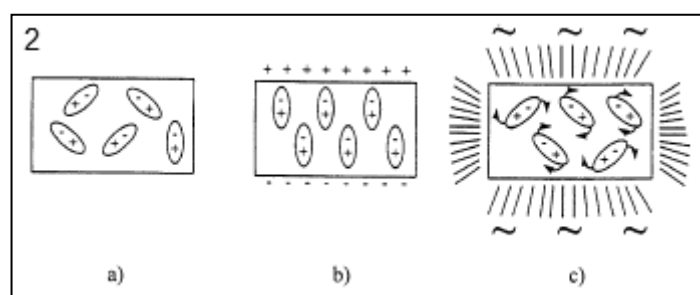 2
~ ~ ~
+ + + + + + + +
- - - - - - - -
~ ~ ~
a) b) c)